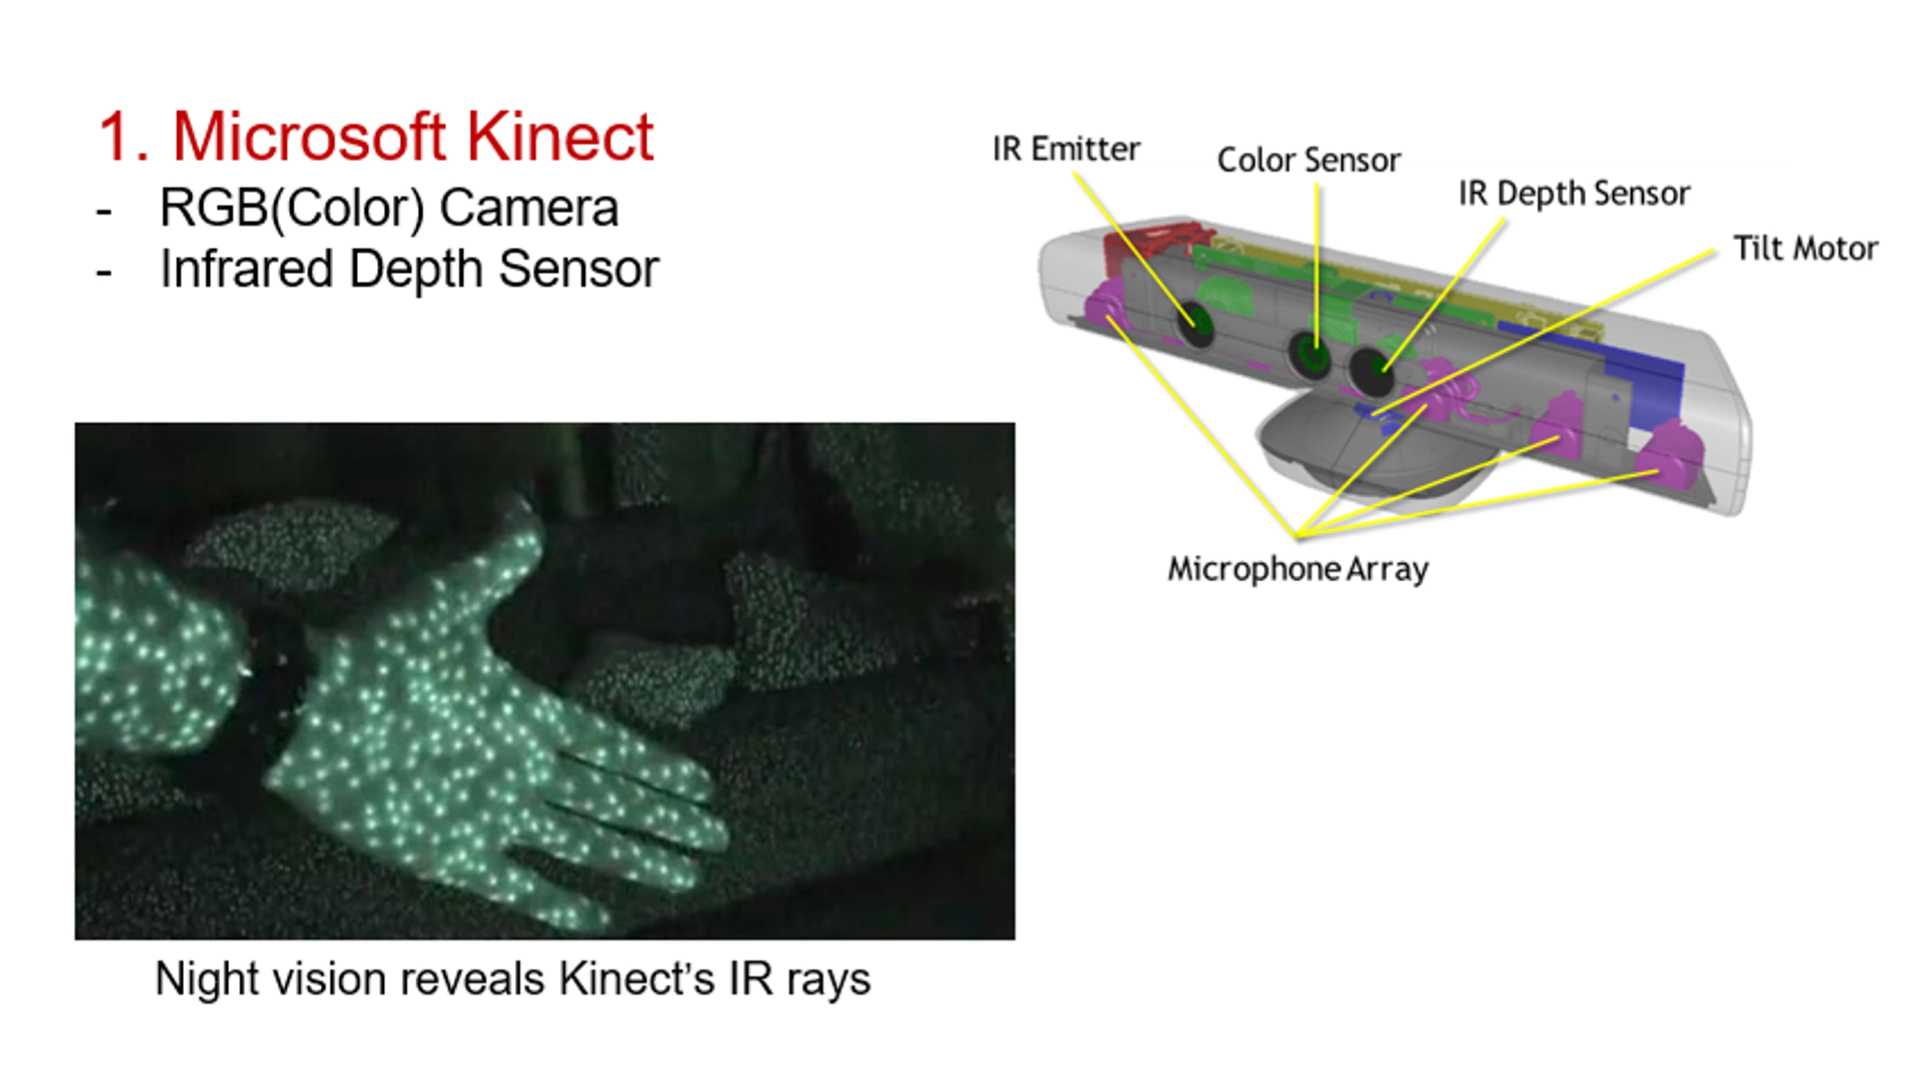 1. Microsoft Kinect
- RGB(Color) Camera
- Infrared Depth Sensor
IR Emitter
Color Sensor
IR Depth Sensor
Tilt Motor
Microphone Array
Night vision reveals Kinect’s IR rays